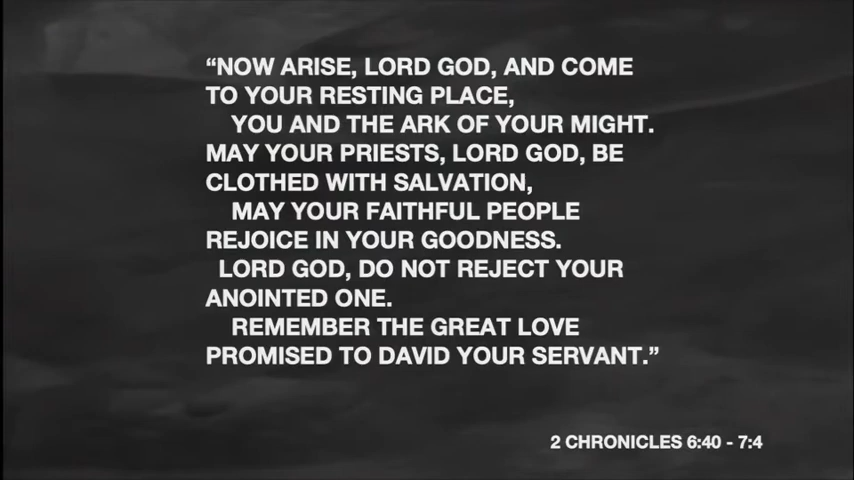 “NOW ARISE, LORD GOD, AND COME
TO YOUR RESTING PLACE,
YOU AND THE ARK OF YOUR MIGHT.
MAY YOUR PRIESTS, LORD GOD, BE
CLOTHED WITH SALVATION,
MAY YOUR FAITHFUL PEOPLE
REJOICE IN YOUR GOODNESS.
LORD GOD, DO NOT REJECT YOUR
ANOINTED ONE.
REMEMBER THE GREAT LOVE
PROMISED TO DAVID YOUR SERVANT.”
2 CHRONICLES 6:40 - 7:4